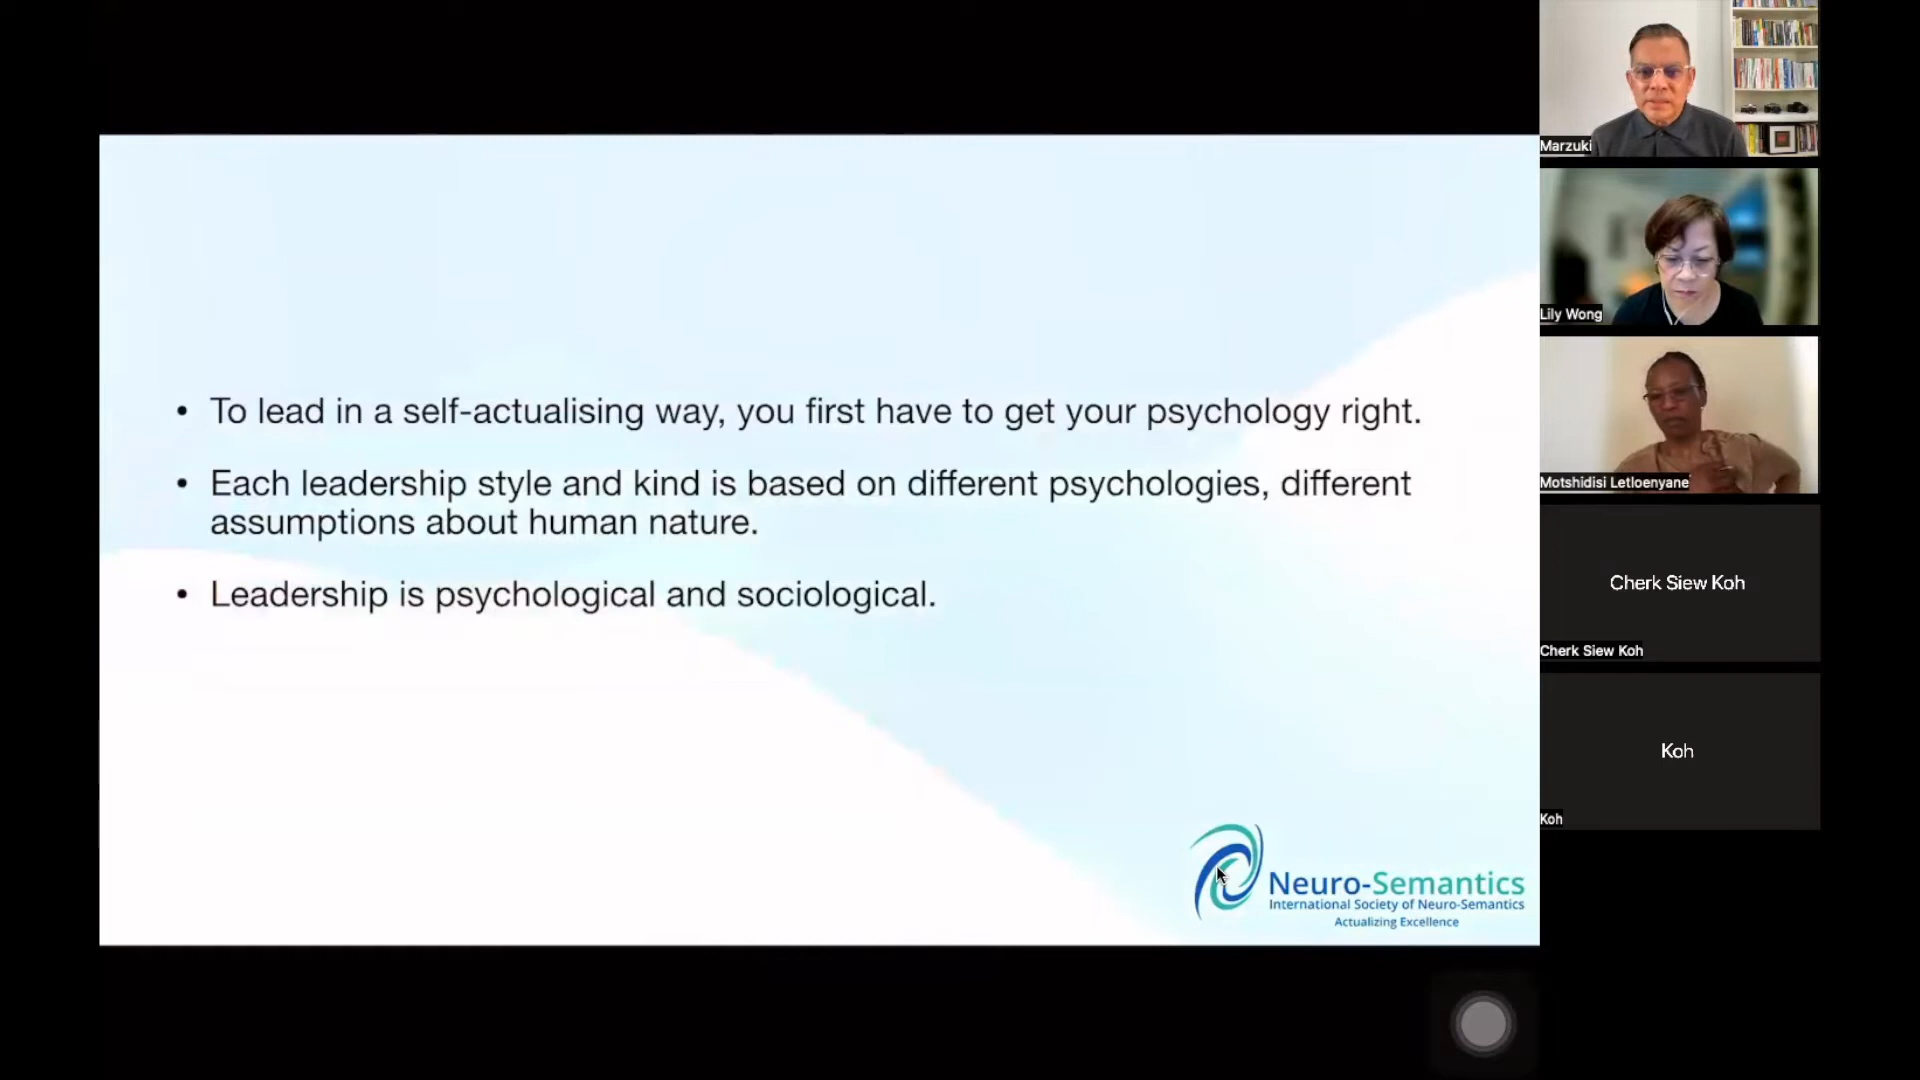 • To lead in a self-actualising way, you first have to get your psychology right.
• Each leadership style and kind is based on different psychologies, different
assumptions about human nature.
• Leadership is psychological and sociological.
Neuro-Semantics
International Society of Neuro-Semantics
Actualizing Excellence
Marzuki
Lily Wong
Motshidisi Letloenyane
Cherk Siew Koh
Cherk Siew Koh
Koh
Koh